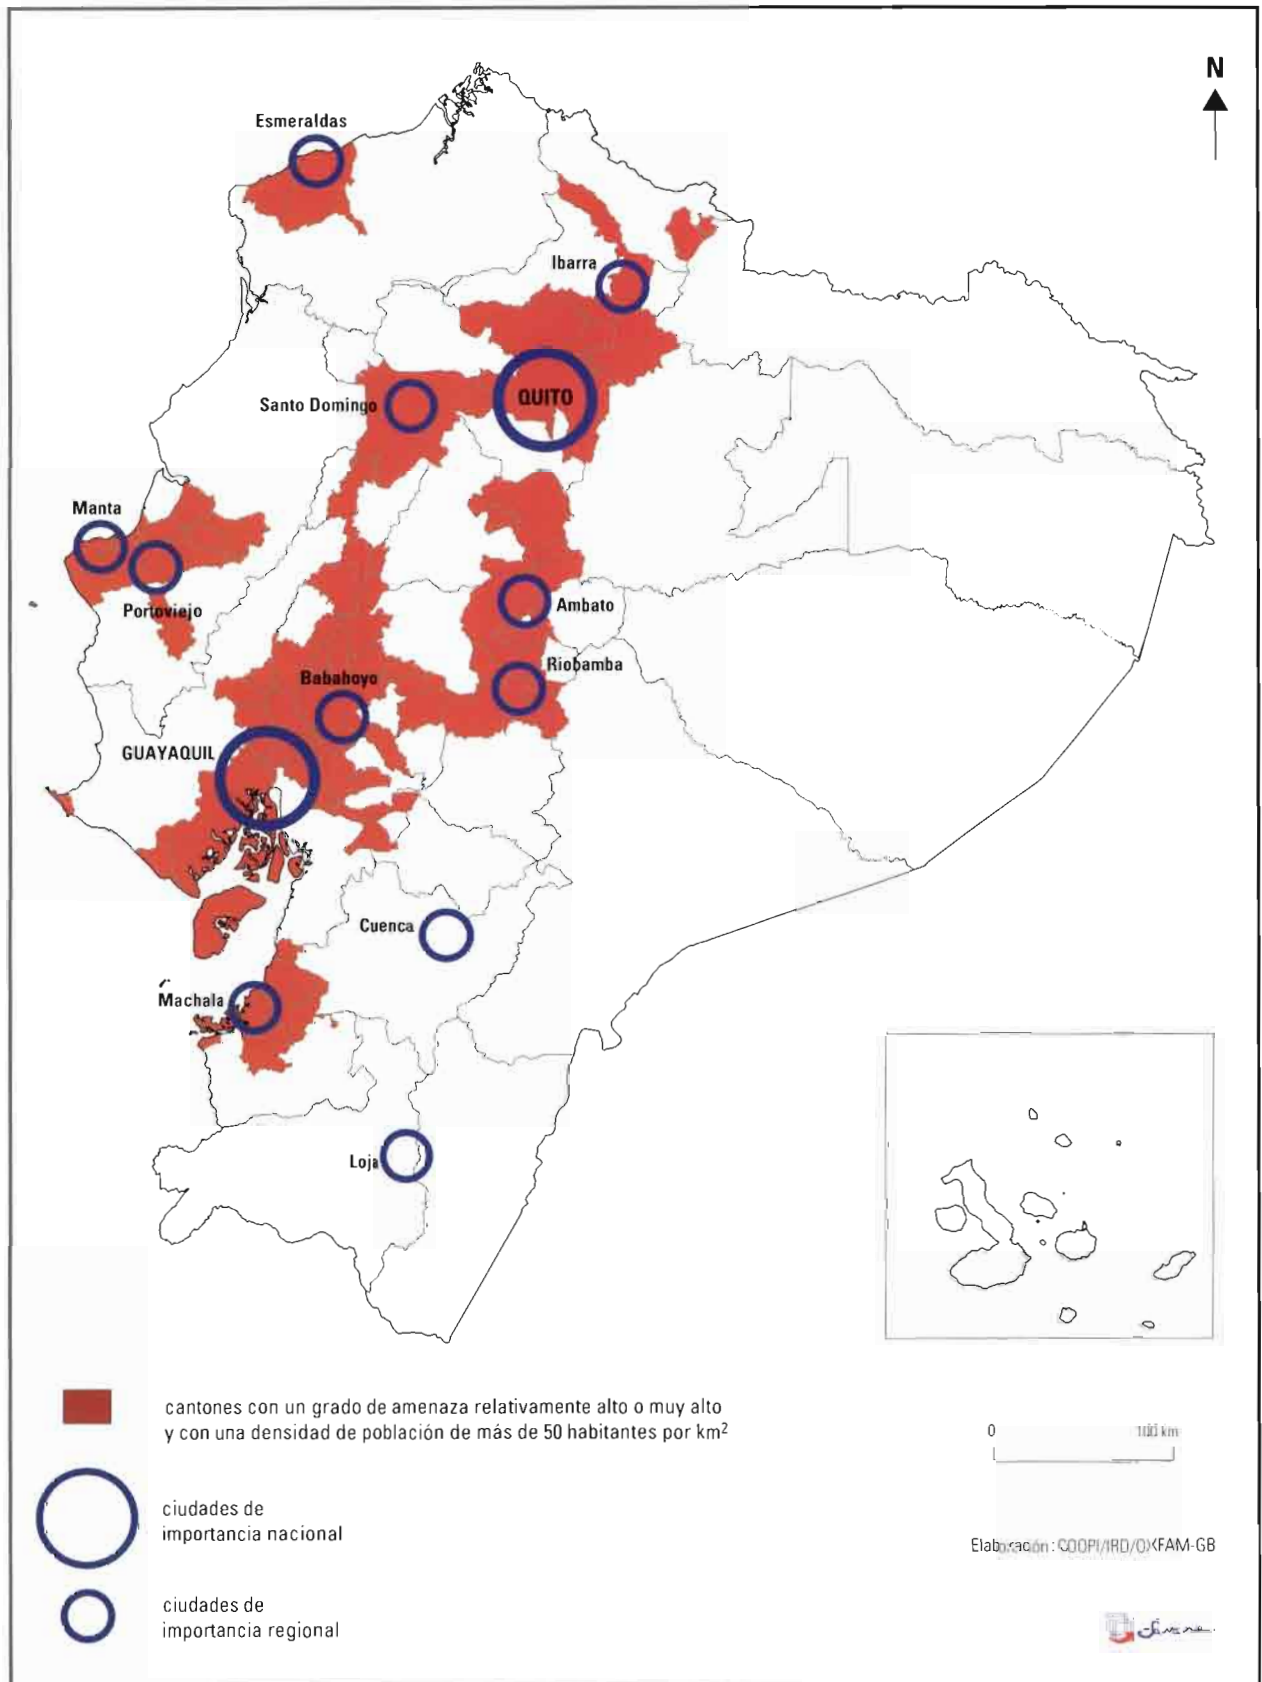 N
Esmeraldas
Ibarra
QUITO
Santo Domingo
Manta
Portoviejo
Ambato
Riobamba
Babahoyo
GUAYAQUIL
Cuenca
Machala
Loja
cantones con un grado de amenaza relativamente alto o muy alto
y con una densidad de población de más de 50 habitantes por km²
0 100 km
ciudades de
importancia nacional
Elaboración: COOPI/IRD/OXFAM-GB
ciudades de
importancia regional